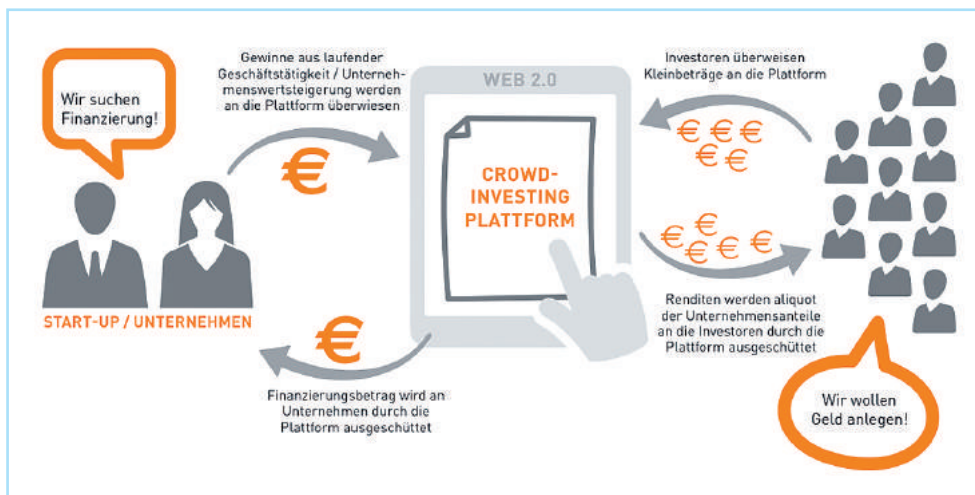 Wir suchen
Finanzierung!
START-UP / UNTERNEHMEN
Gewinne aus laufender
Geschäftstätigkeit / Unterneh-
menswertsteigerung werden
an die Plattform überwiesen
€
€
Finanzierungsbetrag wird an
Unternehmen durch die
Plattform ausgeschüttet
WEB 2.0
CROWD-
INVESTING
PLATTFORM
Investoren überweisen
Kleinbeträge an die Plattform
€ € €
€ €
€
€ € € €
Renditen werden aliquot
der Unternehmensanteile
an die Investoren durch die
Plattform ausgeschüttet
Wir wollen
Geld anlegen!